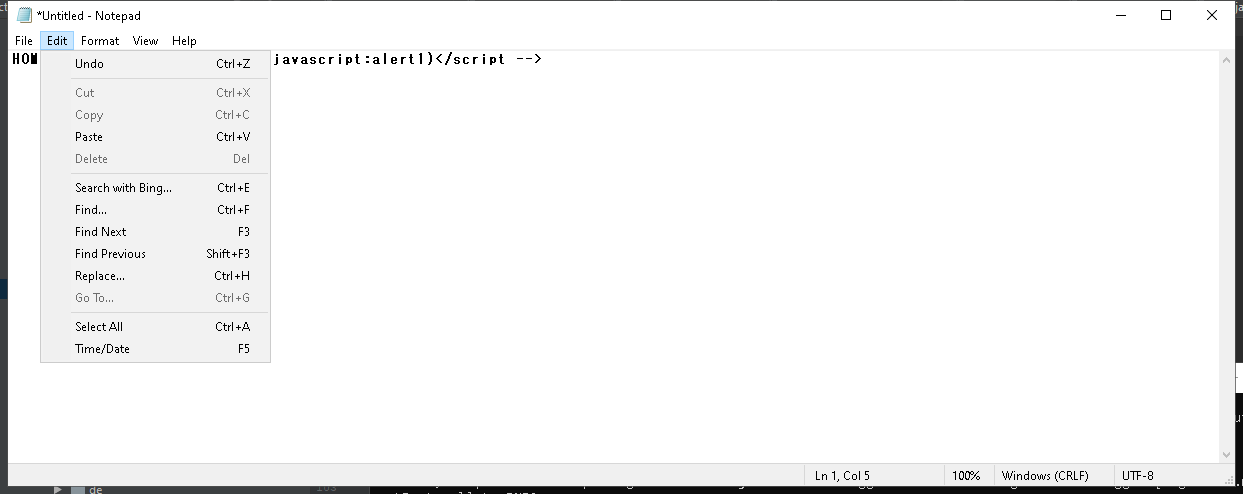 *Untitled - Notepad
File Edit Format View Help
javascript:alert1)</script -->
Undo Ctrl+Z
Cut Ctrl+X
Copy Ctrl+C
Paste Ctrl+V
Delete Del
Search with Bing... Ctrl+E
Find... Ctrl+F
Find Next F3
Find Previous Shift+F3
Replace... Ctrl+H
Go To... Ctrl+G
Select All Ctrl+A
Time/Date F5
Ln 1, Col 5 100% Windows (CRLF) UTF-8
de